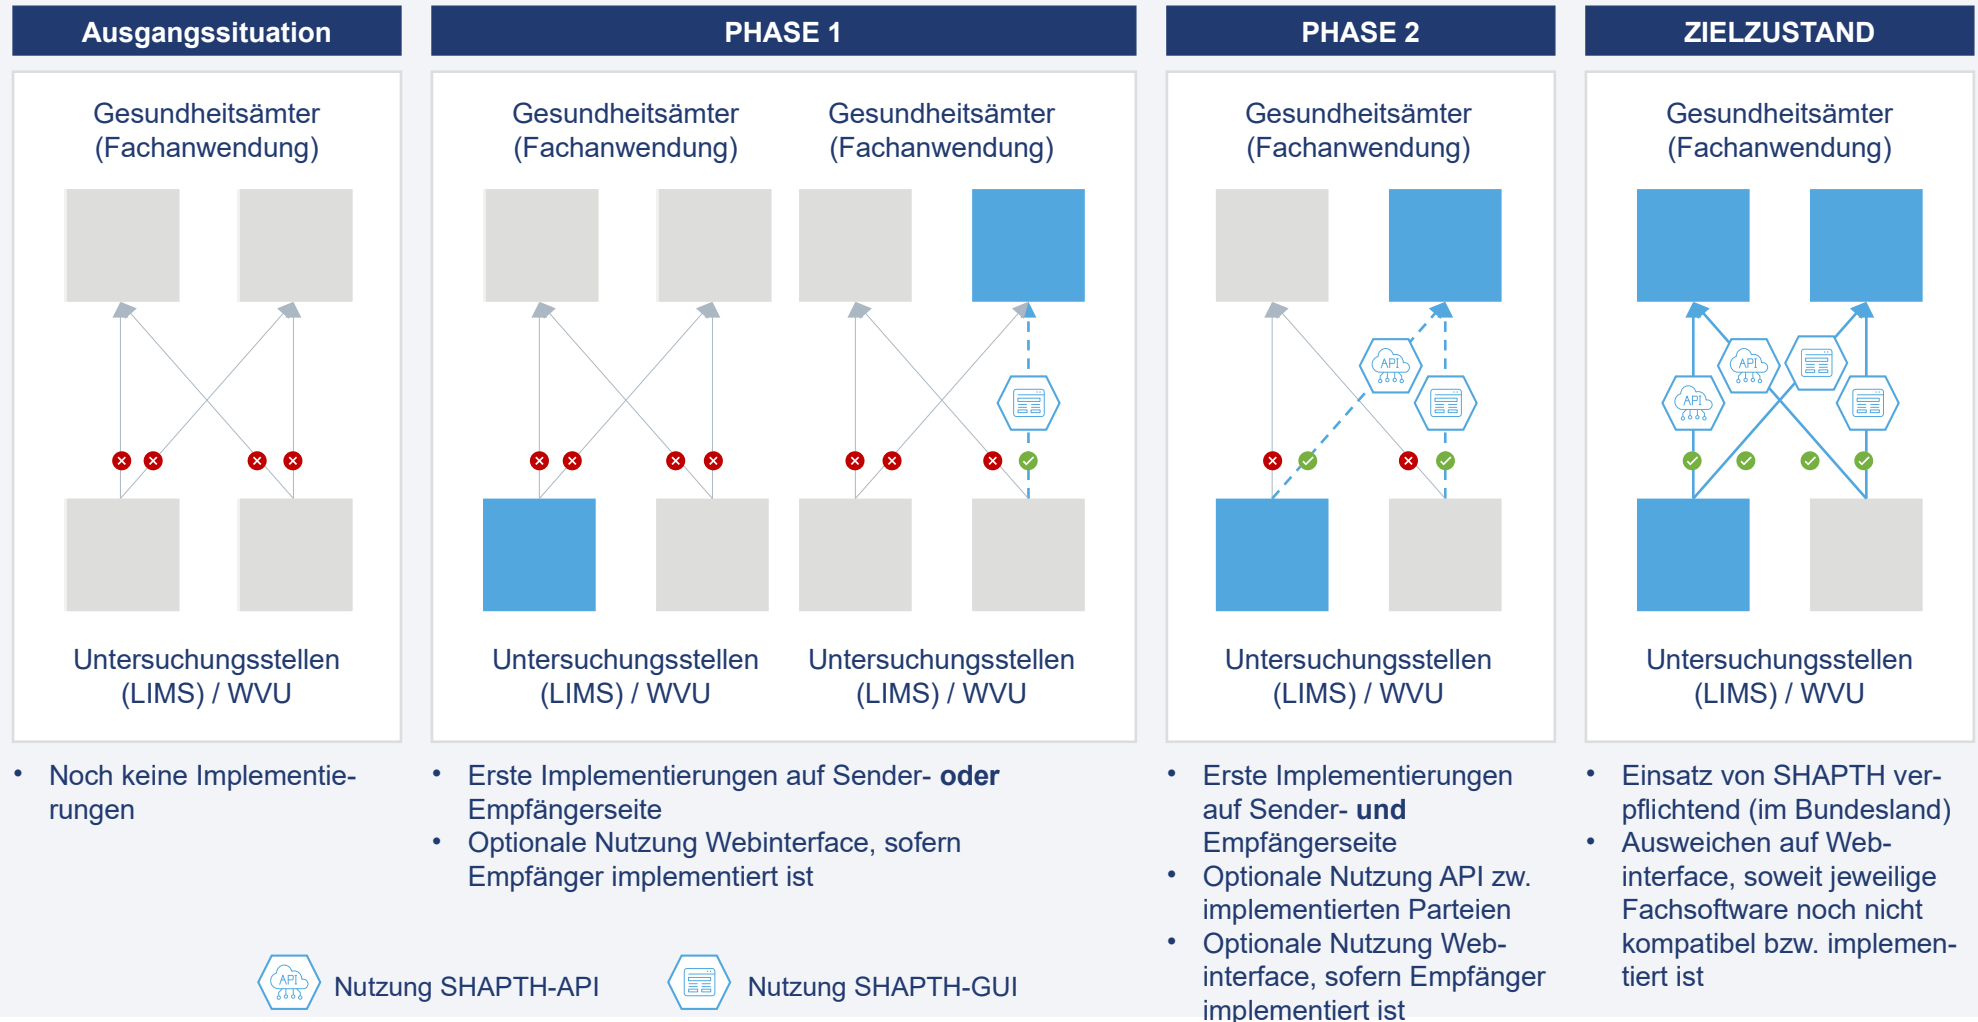 Ausgangssituation
Gesundheitsämter
(Fachanwendung)
Untersuchungsstellen
(LIMS) / WVU
• Noch keine Implementie-
rungen
PHASE 1
Gesundheitsämter
(Fachanwendung)
Gesundheitsämter
(Fachanwendung)
Untersuchungsstellen
(LIMS) / WVU
Untersuchungsstellen
(LIMS) / WVU
• Erste Implementierungen auf Sender- oder
Empfängerseite
• Optionale Nutzung Webinterface, sofern
Empfänger implementiert ist
PHASE 2
Gesundheitsämter
(Fachanwendung)
API
Untersuchungsstellen
(LIMS) / WVU
• Erste Implementierungen
auf Sender- und
Empfängerseite
• Optionale Nutzung API zw.
implementierten Parteien
• Optionale Nutzung Web-
interface, sofern Empfänger
implementiert ist
ZIELZUSTAND
Gesundheitsämter
(Fachanwendung)
API
API
Untersuchungsstellen
(LIMS) / WVU
• Einsatz von SHAPTH ver-
pflichtend (im Bundesland)
• Ausweichen auf Web-
interface, soweit jeweilige
Fachsoftware noch nicht
kompatibel bzw. implemen-
tiert ist
API
Nutzung SHAPTH-API
Nutzung SHAPTH-GUI